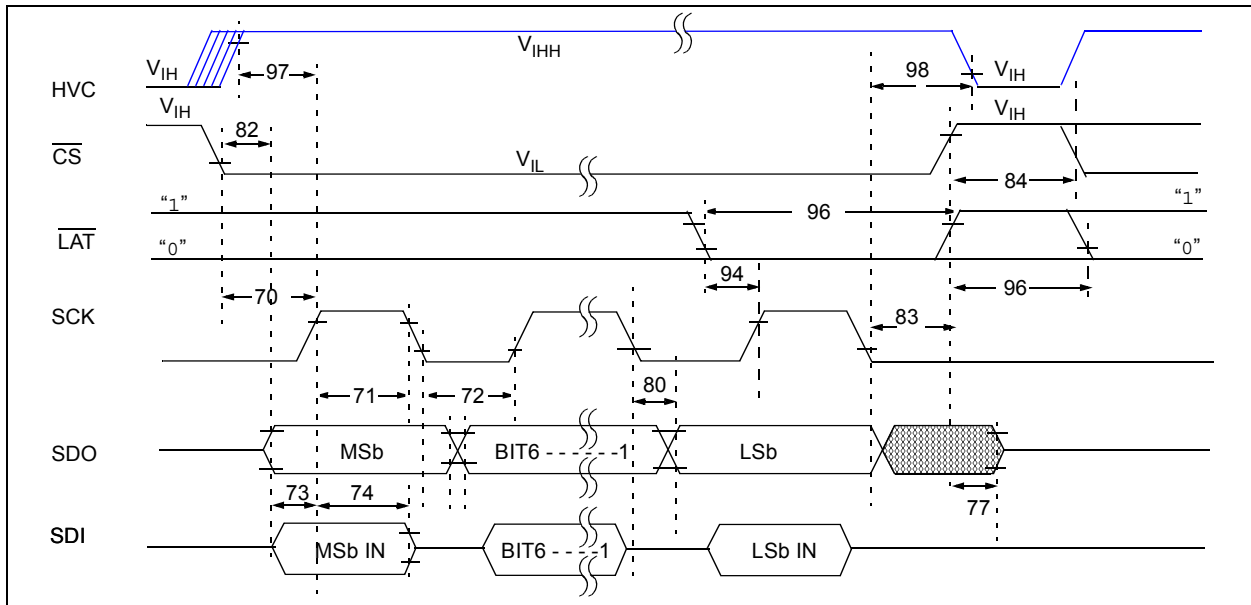 V_IHH
V_IH
97
98
V_IH
HVC
V_IH
V_IH
82
CS
V_IL
84
"1"
96
"1"
LAT
"0"
"0"
94
96
70
SCK
83
71
72
80
SDO
MSb
BIT6 - - - - - -1
LSb
73
74
77
SDI
MSb IN
BIT6 - - - -1
LSb IN